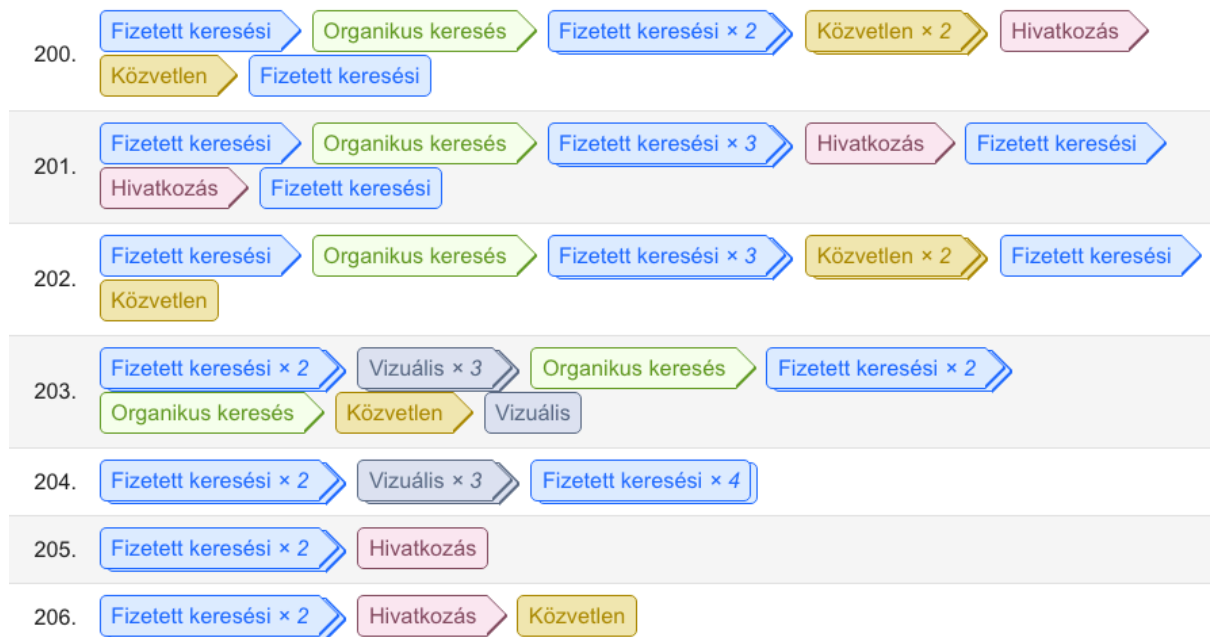 200. Fizetett keresési Organikus keresés Fizetett keresési × 2 Közvetlen × 2 Hivatkozás
Közvetlen Fizetett keresési
201. Fizetett keresési Organikus keresés Fizetett keresési × 3 Hivatkozás Fizetett keresési
Hivatkozás Fizetett keresési
202. Fizetett keresési Organikus keresés Fizetett keresési × 3 Közvetlen × 2 Fizetett keresési
Közvetlen
203. Fizetett keresési × 2 Vizuális × 3 Organikus keresés Fizetett keresési × 2
Organikus keresés Közvetlen Vizuális
204. Fizetett keresési × 2 Vizuális × 3 Fizetett keresési × 4
205. Fizetett keresési × 2 Hivatkozás
206. Fizetett keresési × 2 Hivatkozás Közvetlen